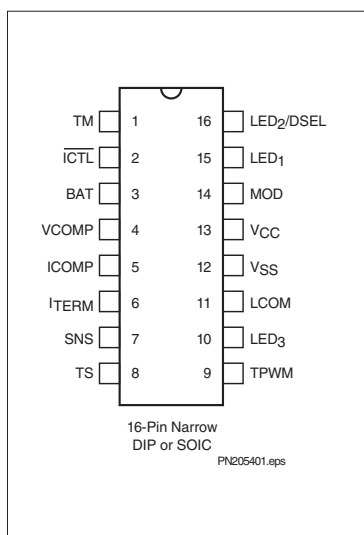 TM 1 16 LED2/DSEL
ICTL 2 15 LED1
BAT 3 14 MOD
VCOMP 4 13 VCC
ICOMP 5 12 VSS
ITERM 6 11 LCOM
SNS 7 10 LED3
TS 8 9 TPWM
16-Pin Narrow
DIP or SOIC
PN205401.eps